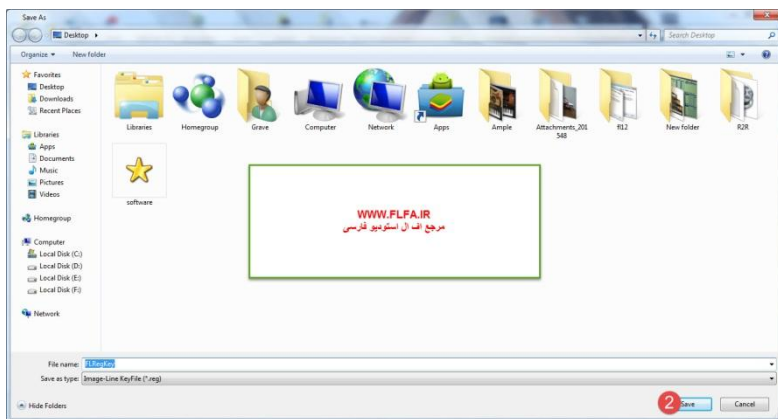 Save As
Desktop
Search Desktop
Organize
New folder
Favorites
Desktop
Downloads
Recent Places
Libraries
Apps
Documents
Music
Pictures
Videos
Homegroup
Computer
Local Disk (C:)
Local Disk (D:)
Local Disk (E:)
Local Disk (F:)
Network
Libraries
Homegroup
Grave
Computer
Network
Apps
Ample
Attachments_201
548
fl12
New folder
R2R
software
WWW.FLFA.IR
مرجع اف ال استودیو فارسی
File name: FLRegKey
Save as type: Image-Line KeyFile (*.reg)
Hide Folders
2
Save
Cancel